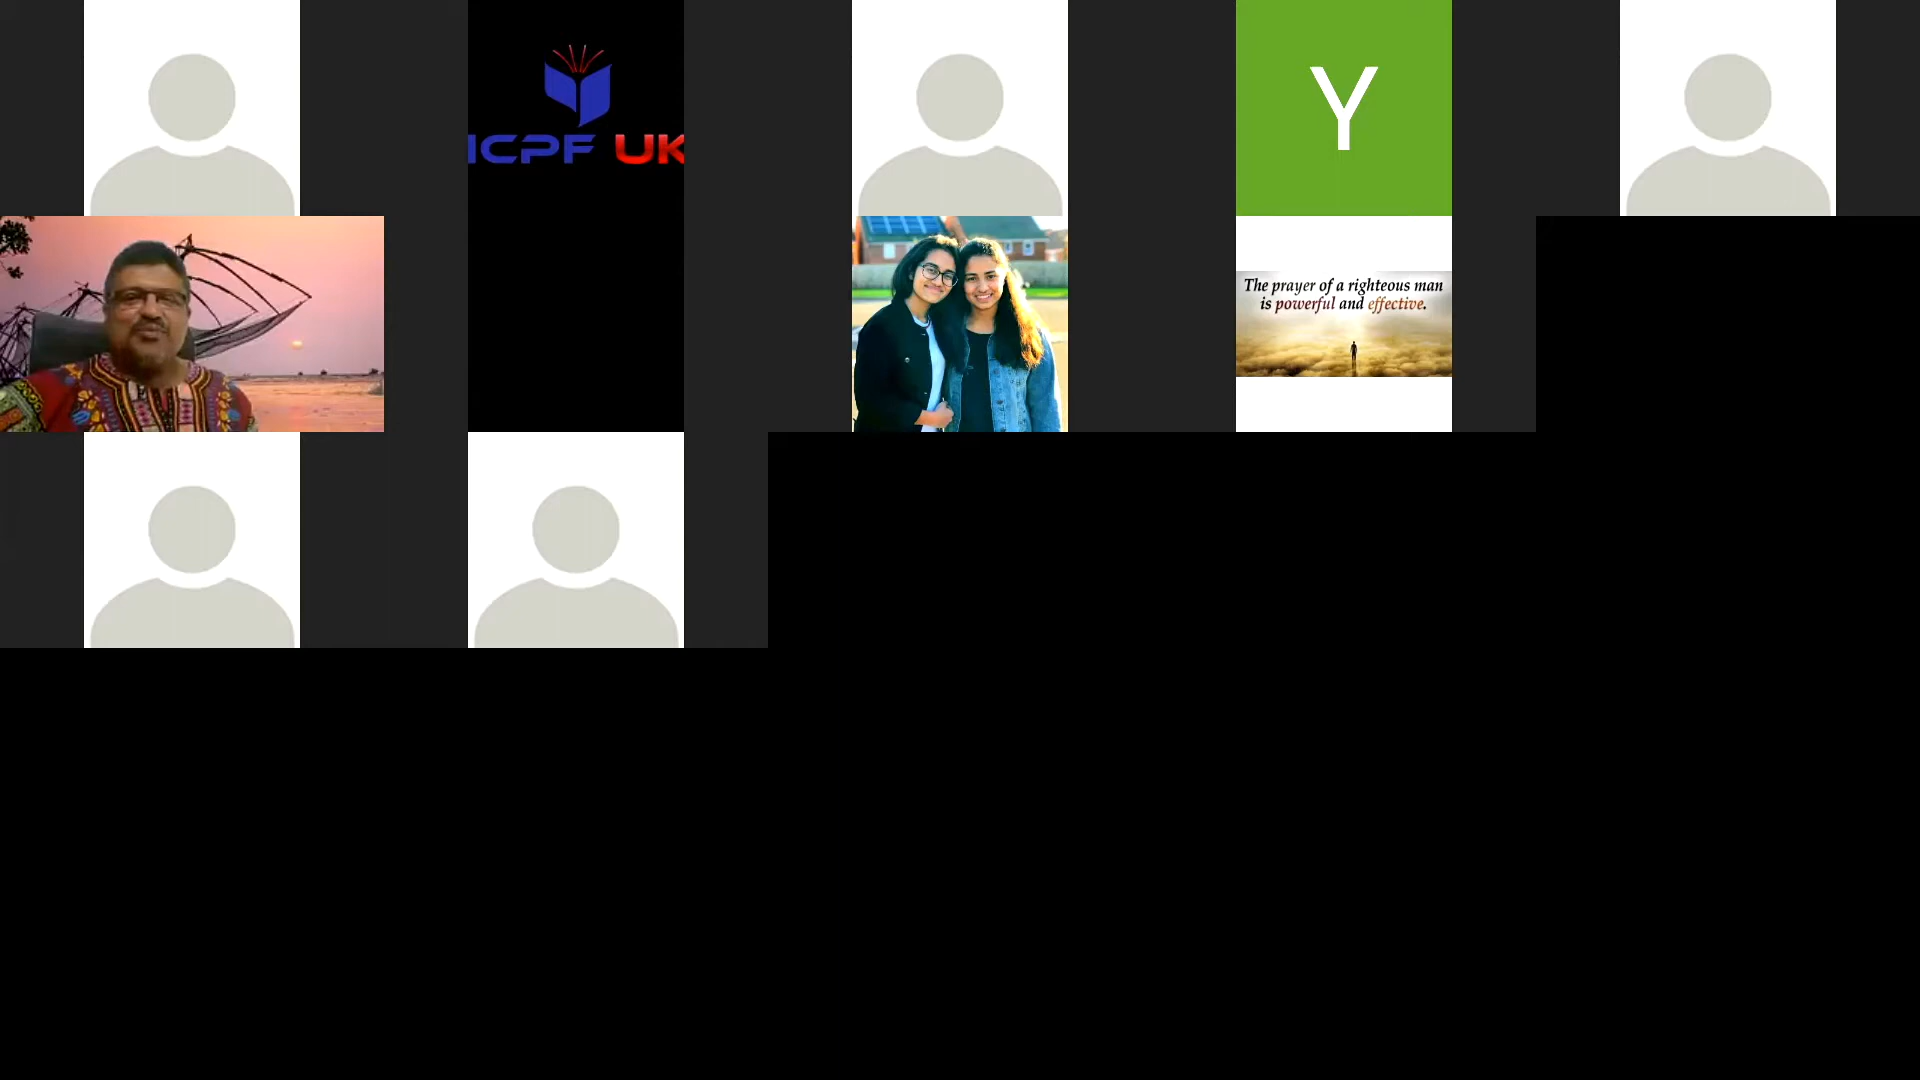 ICPF UK
Y
The prayer of a righteous man
is powerful and effective.